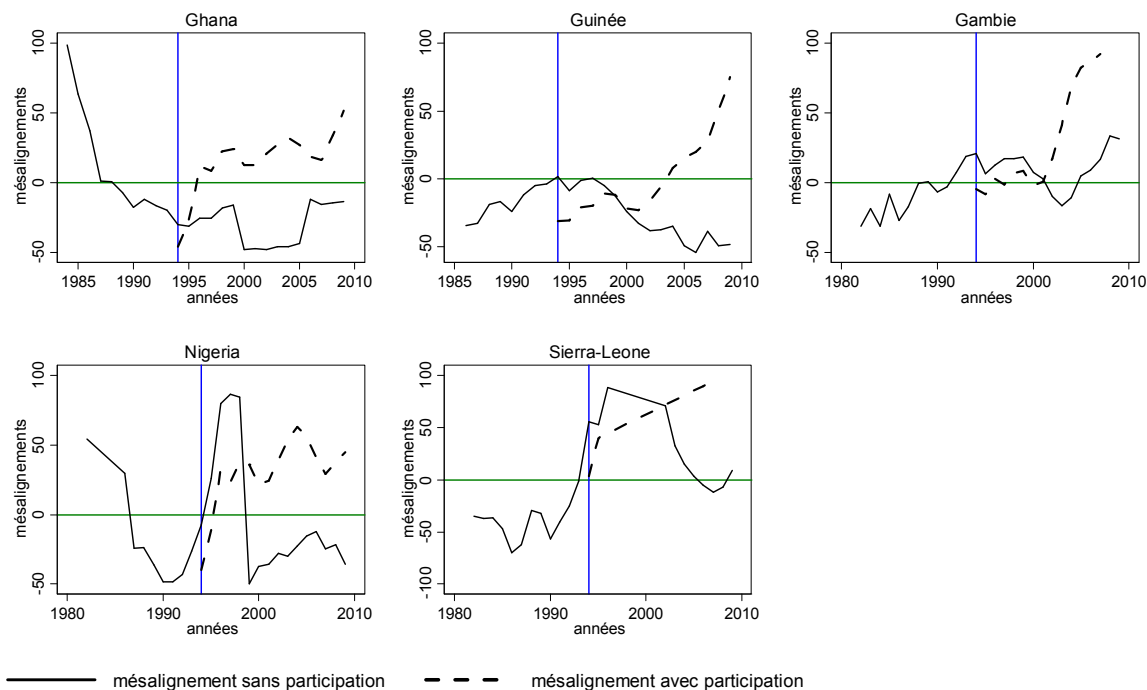 Ghana
mésalignements
-50
0
50
100
1985
1990
1995
2000
2005
2010
années
Guinée
mésalignements
-50
0
50
100
1985
1990
1995
2000
2005
2010
années
Gambie
mésalignements
-50
0
50
100
1980
1990
2000
2010
années
Nigeria
mésalignements
-50
0
50
100
1980
1990
2000
2010
années
Sierra-Leone
mésalignements
-100
-50
0
50
100
1980
1990
2000
2010
années
mésalignement sans participation
mésalignement avec participation